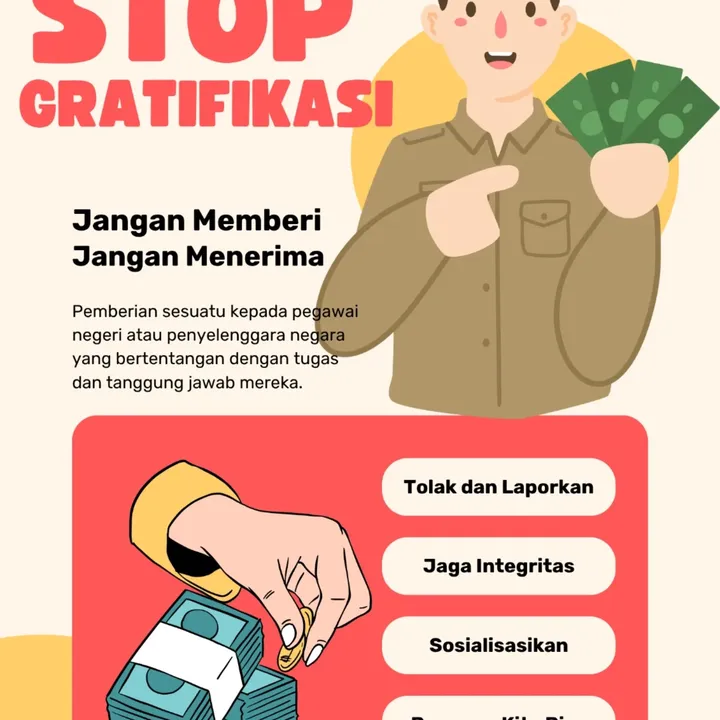 STOP
GRATIFIKASI
Jangan Memberi
Jangan Menerima
Pemberian sesuatu kepada pegawai
negeri atau penyelenggara negara
yang bertentangan dengan tugas
dan tanggung jawab mereka.
Tolak dan Laporkan
Jaga Integritas
Sosialisasikan